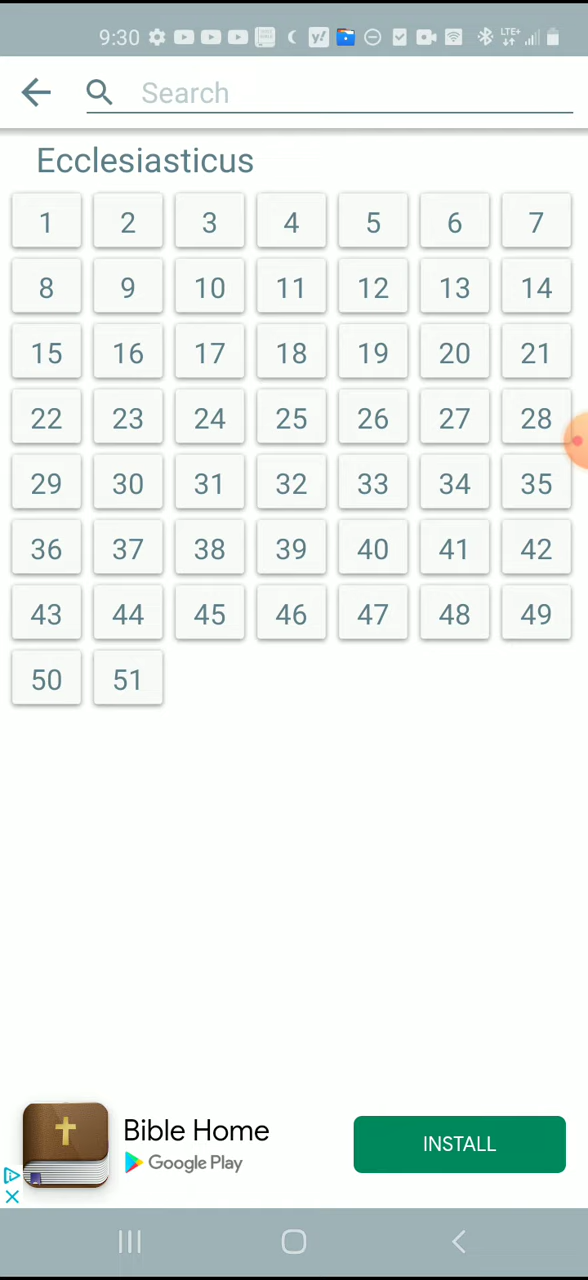 9:30 LTE+
Search
Ecclesiasticus
1 2 3 4 5 6 7
8 9 10 11 12 13 14
15 16 17 18 19 20 21
22 23 24 25 26 27 28
29 30 31 32 33 34 35
36 37 38 39 40 41 42
43 44 45 46 47 48 49
50 51
Bible Home
Google Play
INSTALL